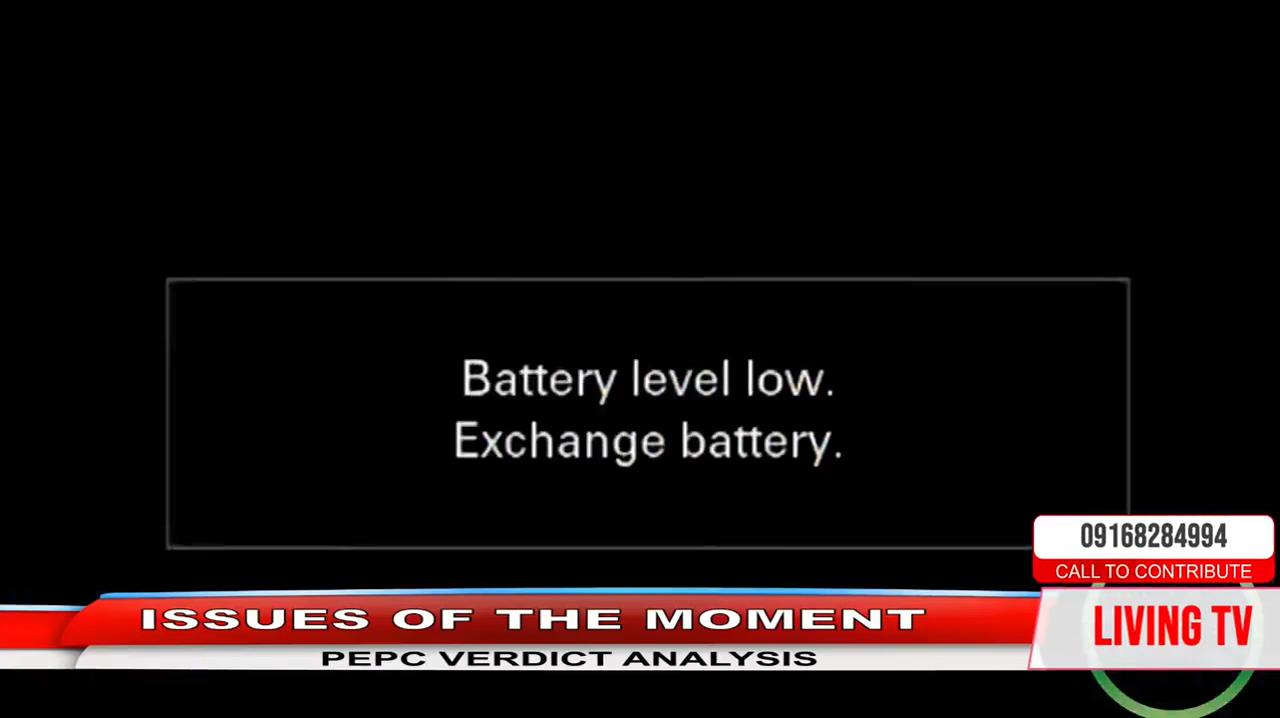 Battery level low.
Exchange battery.
09168284994
CALL TO CONTRIBUTE
ISSUES OF THE MOMENT
LIVING TV
PEPC VERDICT ANALYSIS